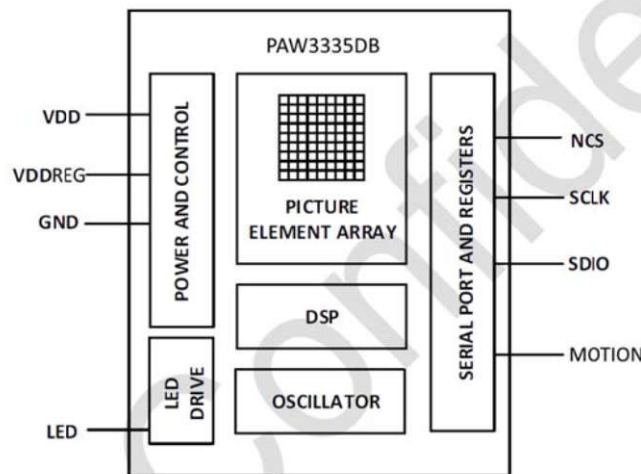 PAW3335DB
VDD
VDDREG
GND
LED
POWER AND CONTROL
LED
DRIVE
PICTURE
ELEMENT ARRAY
DSP
OSCILLATOR
SERIAL PORT AND REGISTERS
NCS
SCLK
SDIO
MOTION
Confide